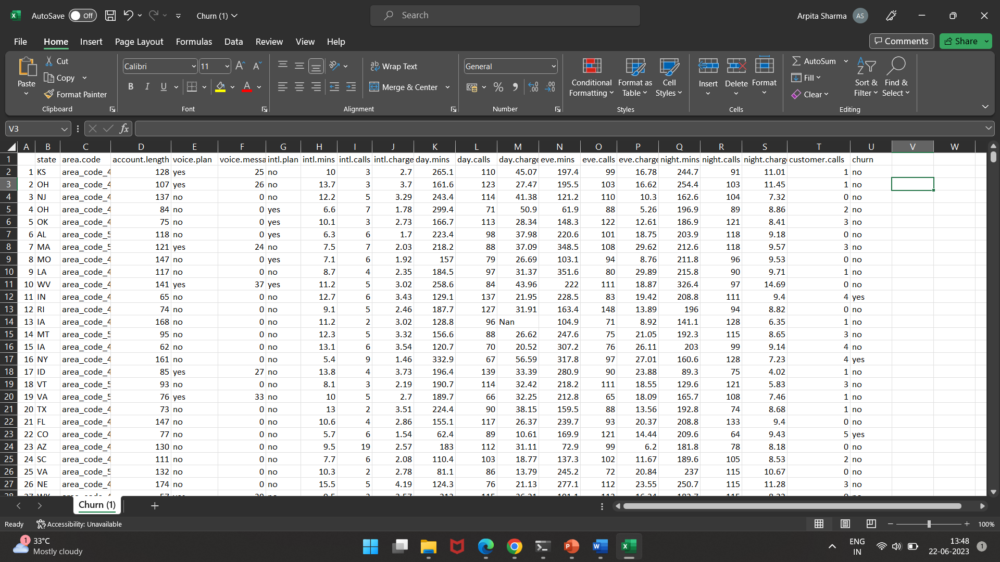 AutoSave Off Churn (1) Search Arpita Sharma AS
File Home Insert Page Layout Formulas Data Review View Help Comments Share
Paste Cut Copy Format Painter Clipboard
Calibri 11 B I U A Font
Wrap Text Merge & Center Alignment
General % Number
Conditional Formatting Format as Table Cell Styles Styles
Insert Delete Format Cells
AutoSum Fill Clear Sort & Filter Find & Select Editing
V3 fx
A B C D E F G H I J K L M N O P Q R S T U V W
1 state area.code account.length voice.plan voice.messa intl.plan intl.mins intl.calls intl.charge day.mins day.calls day.charge eve.mins eve.calls eve.charge night.mins night.calls night.charge customer.calls churn
2 1 KS area_code_4 128 yes 25 no 10 3 2.7 265.1 110 45.07 197.4 99 16.78 244.7 91 11.01 1 no
3 2 OH area_code_4 107 yes 26 no 13.7 3 3.7 161.6 123 27.47 195.5 103 16.62 254.4 103 11.45 1 no
4 3 NJ area_code_4 137 no 0 no 12.2 5 3.29 243.4 114 41.38 121.2 110 10.3 162.6 104 7.32 0 no
5 4 OH area_code_4 84 no 0 yes 6.6 7 1.78 299.4 71 50.9 61.9 88 5.26 196.9 89 8.86 2 no
6 5 OK area_code_4 75 no 0 yes 10.1 3 2.73 166.7 113 28.34 148.3 122 12.61 186.9 121 8.41 3 no
7 6 AL area_code_5 118 no 0 yes 6.3 6 1.7 223.4 98 37.98 220.6 101 18.75 203.9 118 9.18 0 no
8 7 MA area_code_5 121 yes 24 no 7.5 7 2.03 218.2 88 37.09 348.5 108 29.62 212.6 118 9.57 3 no
9 8 MO area_code_4 147 no 0 yes 7.1 6 1.92 157 79 26.69 103.1 94 8.76 211.8 96 9.53 0 no
10 9 LA area_code_4 117 no 0 no 8.7 4 2.35 184.5 97 31.37 351.6 80 29.89 215.8 90 9.71 1 no
11 10 WV area_code_4 141 yes 37 yes 11.2 5 3.02 258.6 84 43.96 222 111 18.87 326.4 97 14.69 0 no
12 11 IN area_code_4 65 no 0 no 12.7 6 3.43 129.1 137 21.95 228.5 83 19.42 208.8 111 9.4 4 yes
13 12 RI area_code_4 74 no 0 no 9.1 5 2.46 187.7 127 31.91 163.4 148 13.89 196 94 8.82 0 no
14 13 IA area_code_4 168 no 0 no 11.2 2 3.02 128.8 96 Nan 104.9 71 8.92 141.1 128 6.35 1 no
15 14 MT area_code_5 95 no 0 no 12.3 5 3.32 156.6 88 26.62 247.6 75 21.05 192.3 115 8.65 3 no
16 15 IA area_code_4 62 no 0 no 13.1 6 3.54 120.7 70 20.52 307.2 76 26.11 203 99 9.14 4 no
17 16 NY area_code_4 161 no 0 no 5.4 9 1.46 332.9 67 56.59 317.8 97 27.01 160.6 128 7.23 4 yes
18 17 ID area_code_4 85 yes 27 no 13.8 4 3.73 196.4 139 33.39 280.9 90 23.88 89.3 75 4.02 1 no
19 18 VT area_code_5 93 no 0 no 8.1 3 2.19 190.7 114 32.42 218.2 111 18.55 129.6 121 5.83 3 no
20 19 VA area_code_5 76 yes 33 no 10 5 2.7 189.7 66 32.25 212.8 65 18.09 165.7 108 7.46 1 no
21 20 TX area_code_4 73 no 0 no 13 2 3.51 224.4 90 38.15 159.5 88 13.56 192.8 74 8.68 1 no
22 21 FL area_code_4 147 no 0 no 10.6 4 2.86 155.1 117 26.37 239.7 93 20.37 208.8 133 9.4 0 no
23 22 CO area_code_4 77 no 0 no 5.7 6 1.54 62.4 89 10.61 169.9 121 14.44 209.6 64 9.43 5 yes
24 23 AZ area_code_4 130 no 0 no 9.5 19 2.57 183 112 31.11 72.9 99 6.2 181.8 78 8.18 0 no
25 24 SC area_code_4 111 no 0 no 7.7 6 2.08 110.4 103 18.77 137.3 102 11.67 189.6 105 8.53 2 no
26 25 VA area_code_5 132 no 0 no 10.3 2 2.78 81.1 86 13.79 245.2 72 20.84 237 115 10.67 0 no
27 26 NE area_code_4 174 no 0 no 15.5 5 4.19 124.3 76 21.13 277.1 112 23.55 250.7 115 11.28 3 no
Churn (1)
Ready Accessibility: Unavailable 100%
1 33°C
Mostly cloudy
ENG
IN
13:48
22-06-2023
1